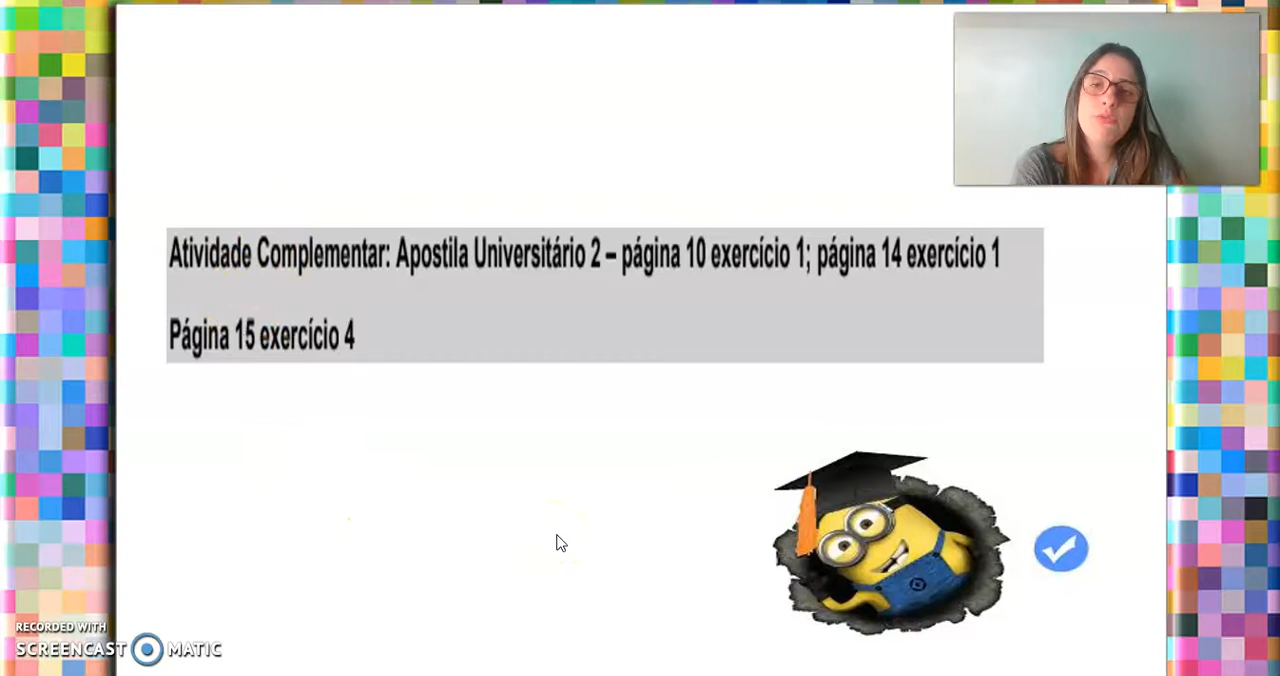 Atividade Complementar: Apostila Universitário 2 – página 10 exercício 1; página 14 exercício 1
Página 15 exercício 4
RECORDED WITH
SCREENCAST MATIC